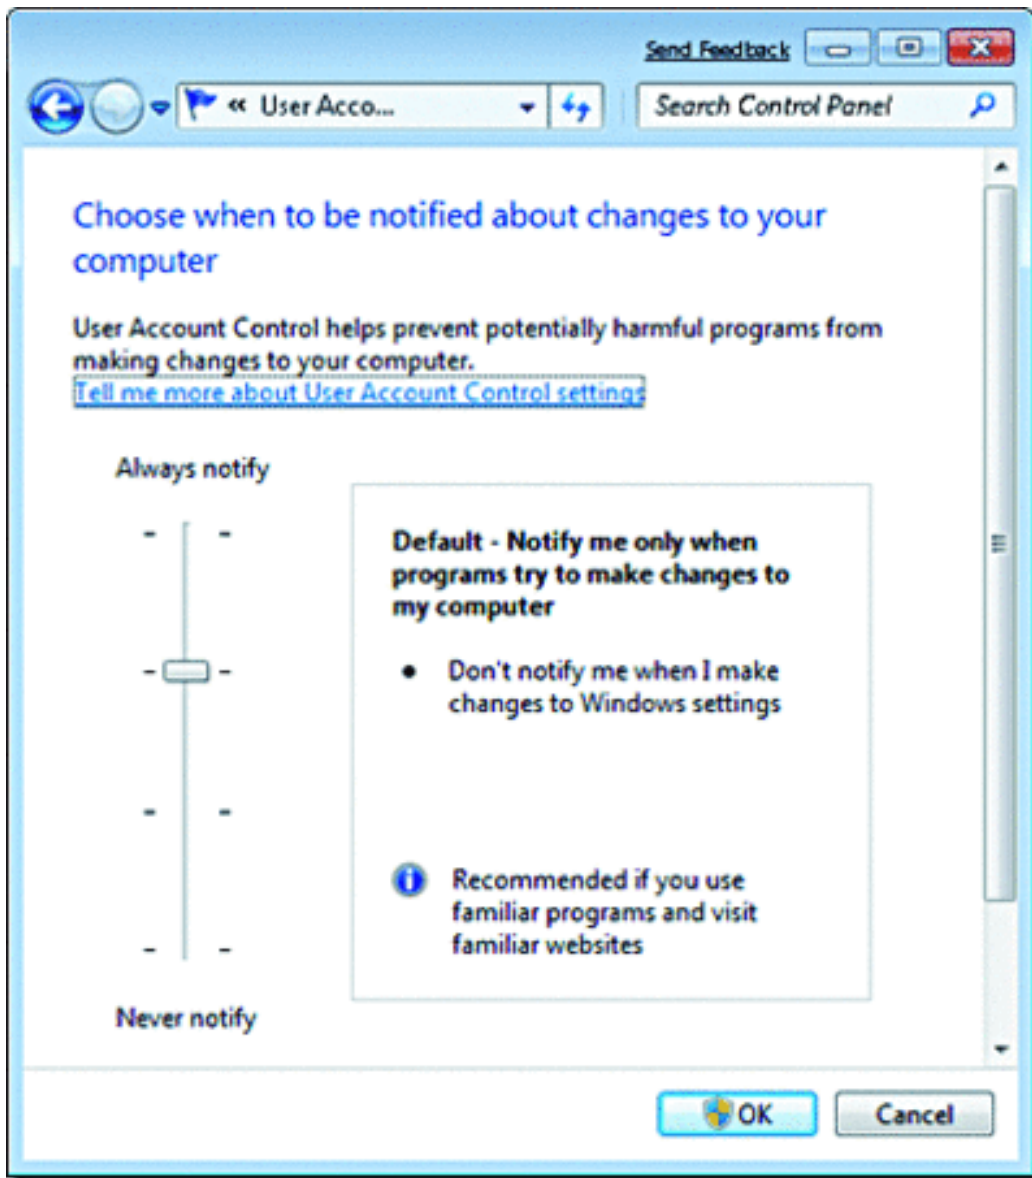 Send Feedback
« User Acco...
Search Control Panel
Choose when to be notified about changes to your
computer
User Account Control helps prevent potentially harmful programs from
making changes to your computer.
Tell me more about User Account Control settings
Always notify
Default - Notify me only when
programs try to make changes to
my computer
• Don't notify me when I make
changes to Windows settings
Recommended if you use
familiar programs and visit
familiar websites
Never notify
OK
Cancel